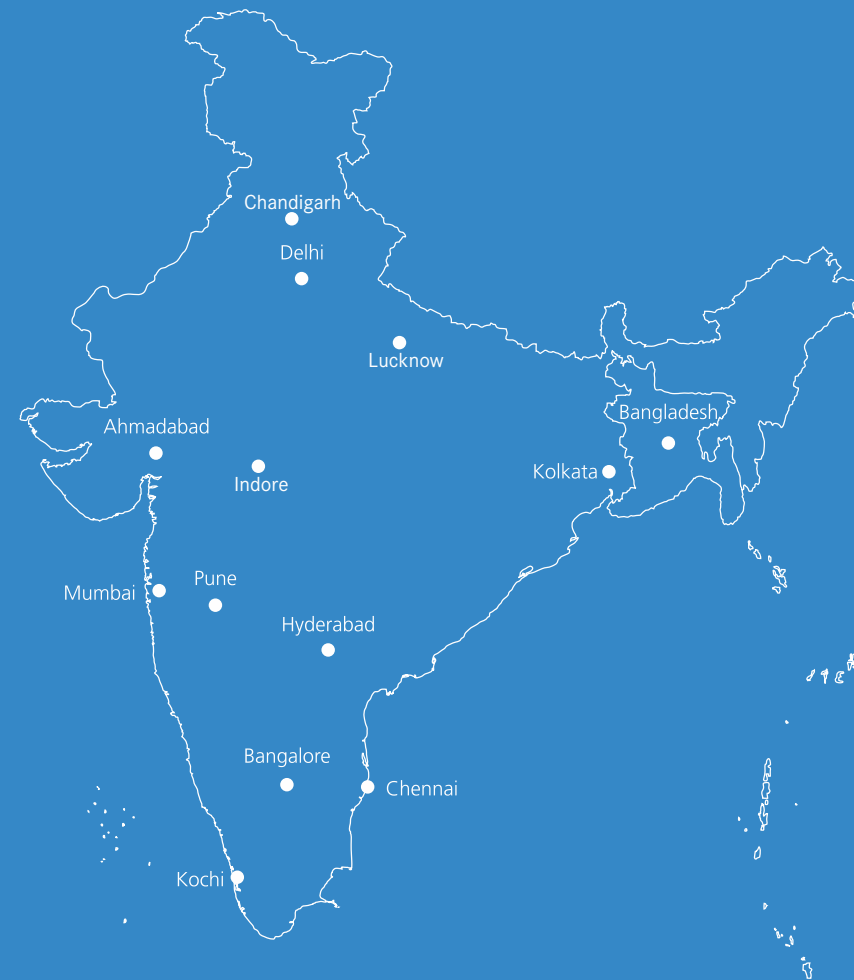 Chandigarh
Delhi
Lucknow
Bangladesh
Ahmadabad
Kolkata
Indore
Pune
Mumbai
Hyderabad
Bangalore
Chennai
Kochi